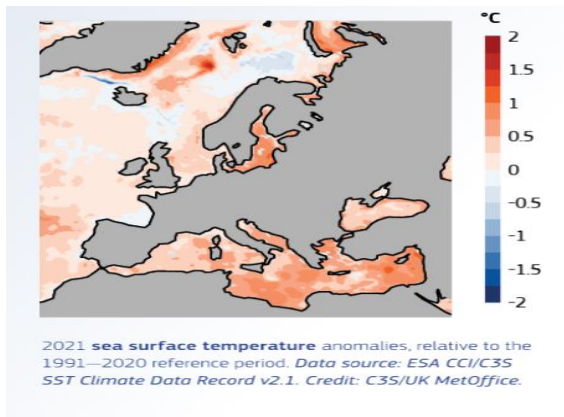 °C
2
1.5
1
0.5
0
-0.5
-1
-1.5
-2
2021 sea surface temperature anomalies, relative to the
1991—2020 reference period. Data source: ESA CCI/C3S
SST Climate Data Record v2.1. Credit: C3S/UK MetOffice.